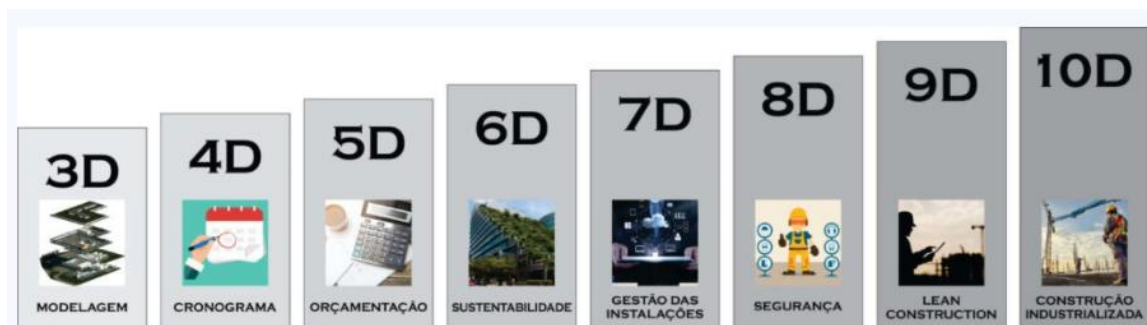 3D
MODELAGEM
4D
CRONOGRAMA
5D
ORÇAMENTAÇÃO
6D
SUSTENTABILIDADE
7D
GESTÃO DAS
INSTALAÇÕES
8D
SEGURANÇA
9D
LEAN
CONSTRUCTION
10D
CONSTRUÇÃO
INDUSTRIALIZADA